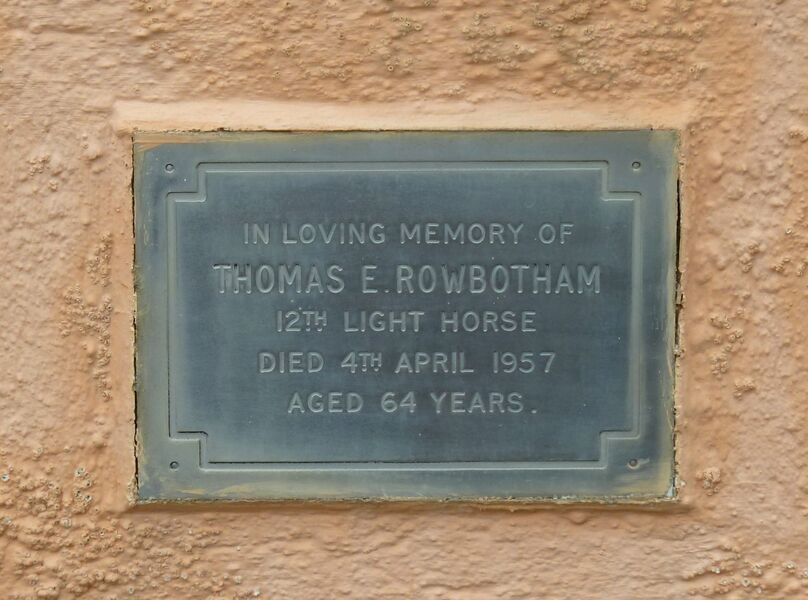 IN LOVING MEMORY OF
THOMAS E. ROWBOTHAM
12TH LIGHT HORSE
DIED 4TH APRIL 1957
AGED 64 YEARS.